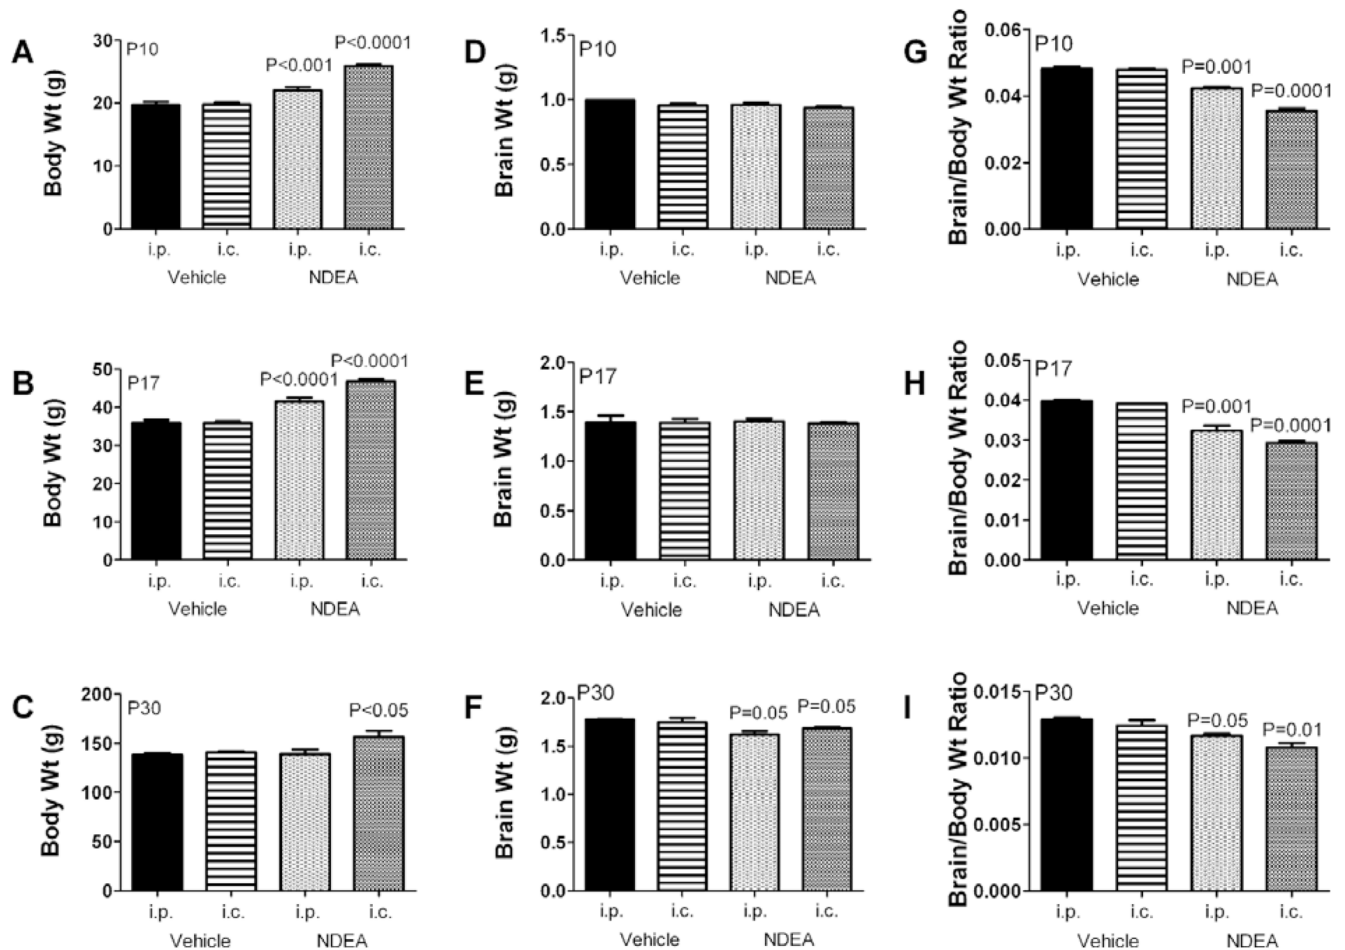 A
Body Wt (g)
P10
30
20
10
0
P<0.001
P<0.0001
i.p. i.c. i.p. i.c.
Vehicle NDEA
D
Brain Wt (g)
P10
1.5
1.0
0.5
0.0
i.p. i.c. i.p. i.c.
Vehicle NDEA
G
Brain/Body Wt Ratio
P10
0.06
0.04
0.02
0.00
P=0.001
P=0.0001
i.p. i.c. i.p. i.c.
Vehicle NDEA
B
Body Wt (g)
P17
50
40
30
20
10
0
P<0.0001
P<0.0001
i.p. i.c. i.p. i.c.
Vehicle NDEA
E
Brain Wt (g)
P17
2.0
1.5
1.0
0.5
0.0
i.p. i.c. i.p. i.c.
Vehicle NDEA
H
Brain/Body Wt Ratio
P17
0.05
0.04
0.03
0.02
0.01
0.00
P=0.001
P=0.0001
i.p. i.c. i.p. i.c.
Vehicle NDEA
C
Body Wt (g)
P30
200
150
100
50
0
P<0.05
i.p. i.c. i.p. i.c.
Vehicle NDEA
F
Brain Wt (g)
P30
2.0
1.5
1.0
0.5
0.0
P=0.05
P=0.05
i.p. i.c. i.p. i.c.
Vehicle NDEA
I
Brain/Body Wt Ratio
P30
0.015
0.010
0.005
0.000
P=0.05
P=0.01
i.p. i.c. i.p. i.c.
Vehicle NDEA